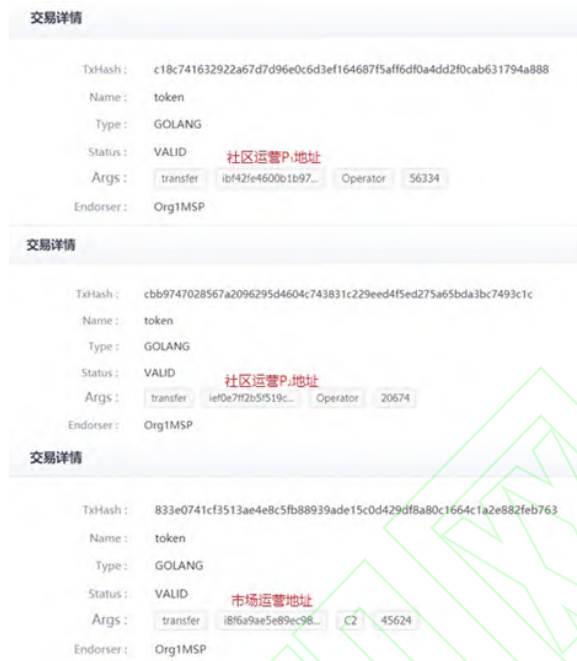 交易详情
TxHash : c18c741632922a67d7d96e0c6d3ef164687f5aff6df0a4dd2f0cab631794a888
Name : token
Type : GOLANG
Status : VALID
社区运营P₁地址
Args : transfer ibf42fe4600b1b97... Operator 56334
Endorser : Org1MSP
交易详情
TxHash : cbb9747028567a2096295d4604c743831c229eed4f5ed275a65bda3bc7493c1c
Name : token
Type : GOLANG
Status : VALID
社区运营P₂地址
Args : transfer ief0e7ff2b5f519c... Operator 20674
Endorser : Org1MSP
交易详情
TxHash : 833e0741cf3513ae4e8c5fb88939ade15c0d429df8a80c1664c1a2e882feb763
Name : token
Type : GOLANG
Status : VALID
市场运营地址
Args : transfer i8f6a9ae5e89ec98... C2 45624
Endorser : Org1MSP